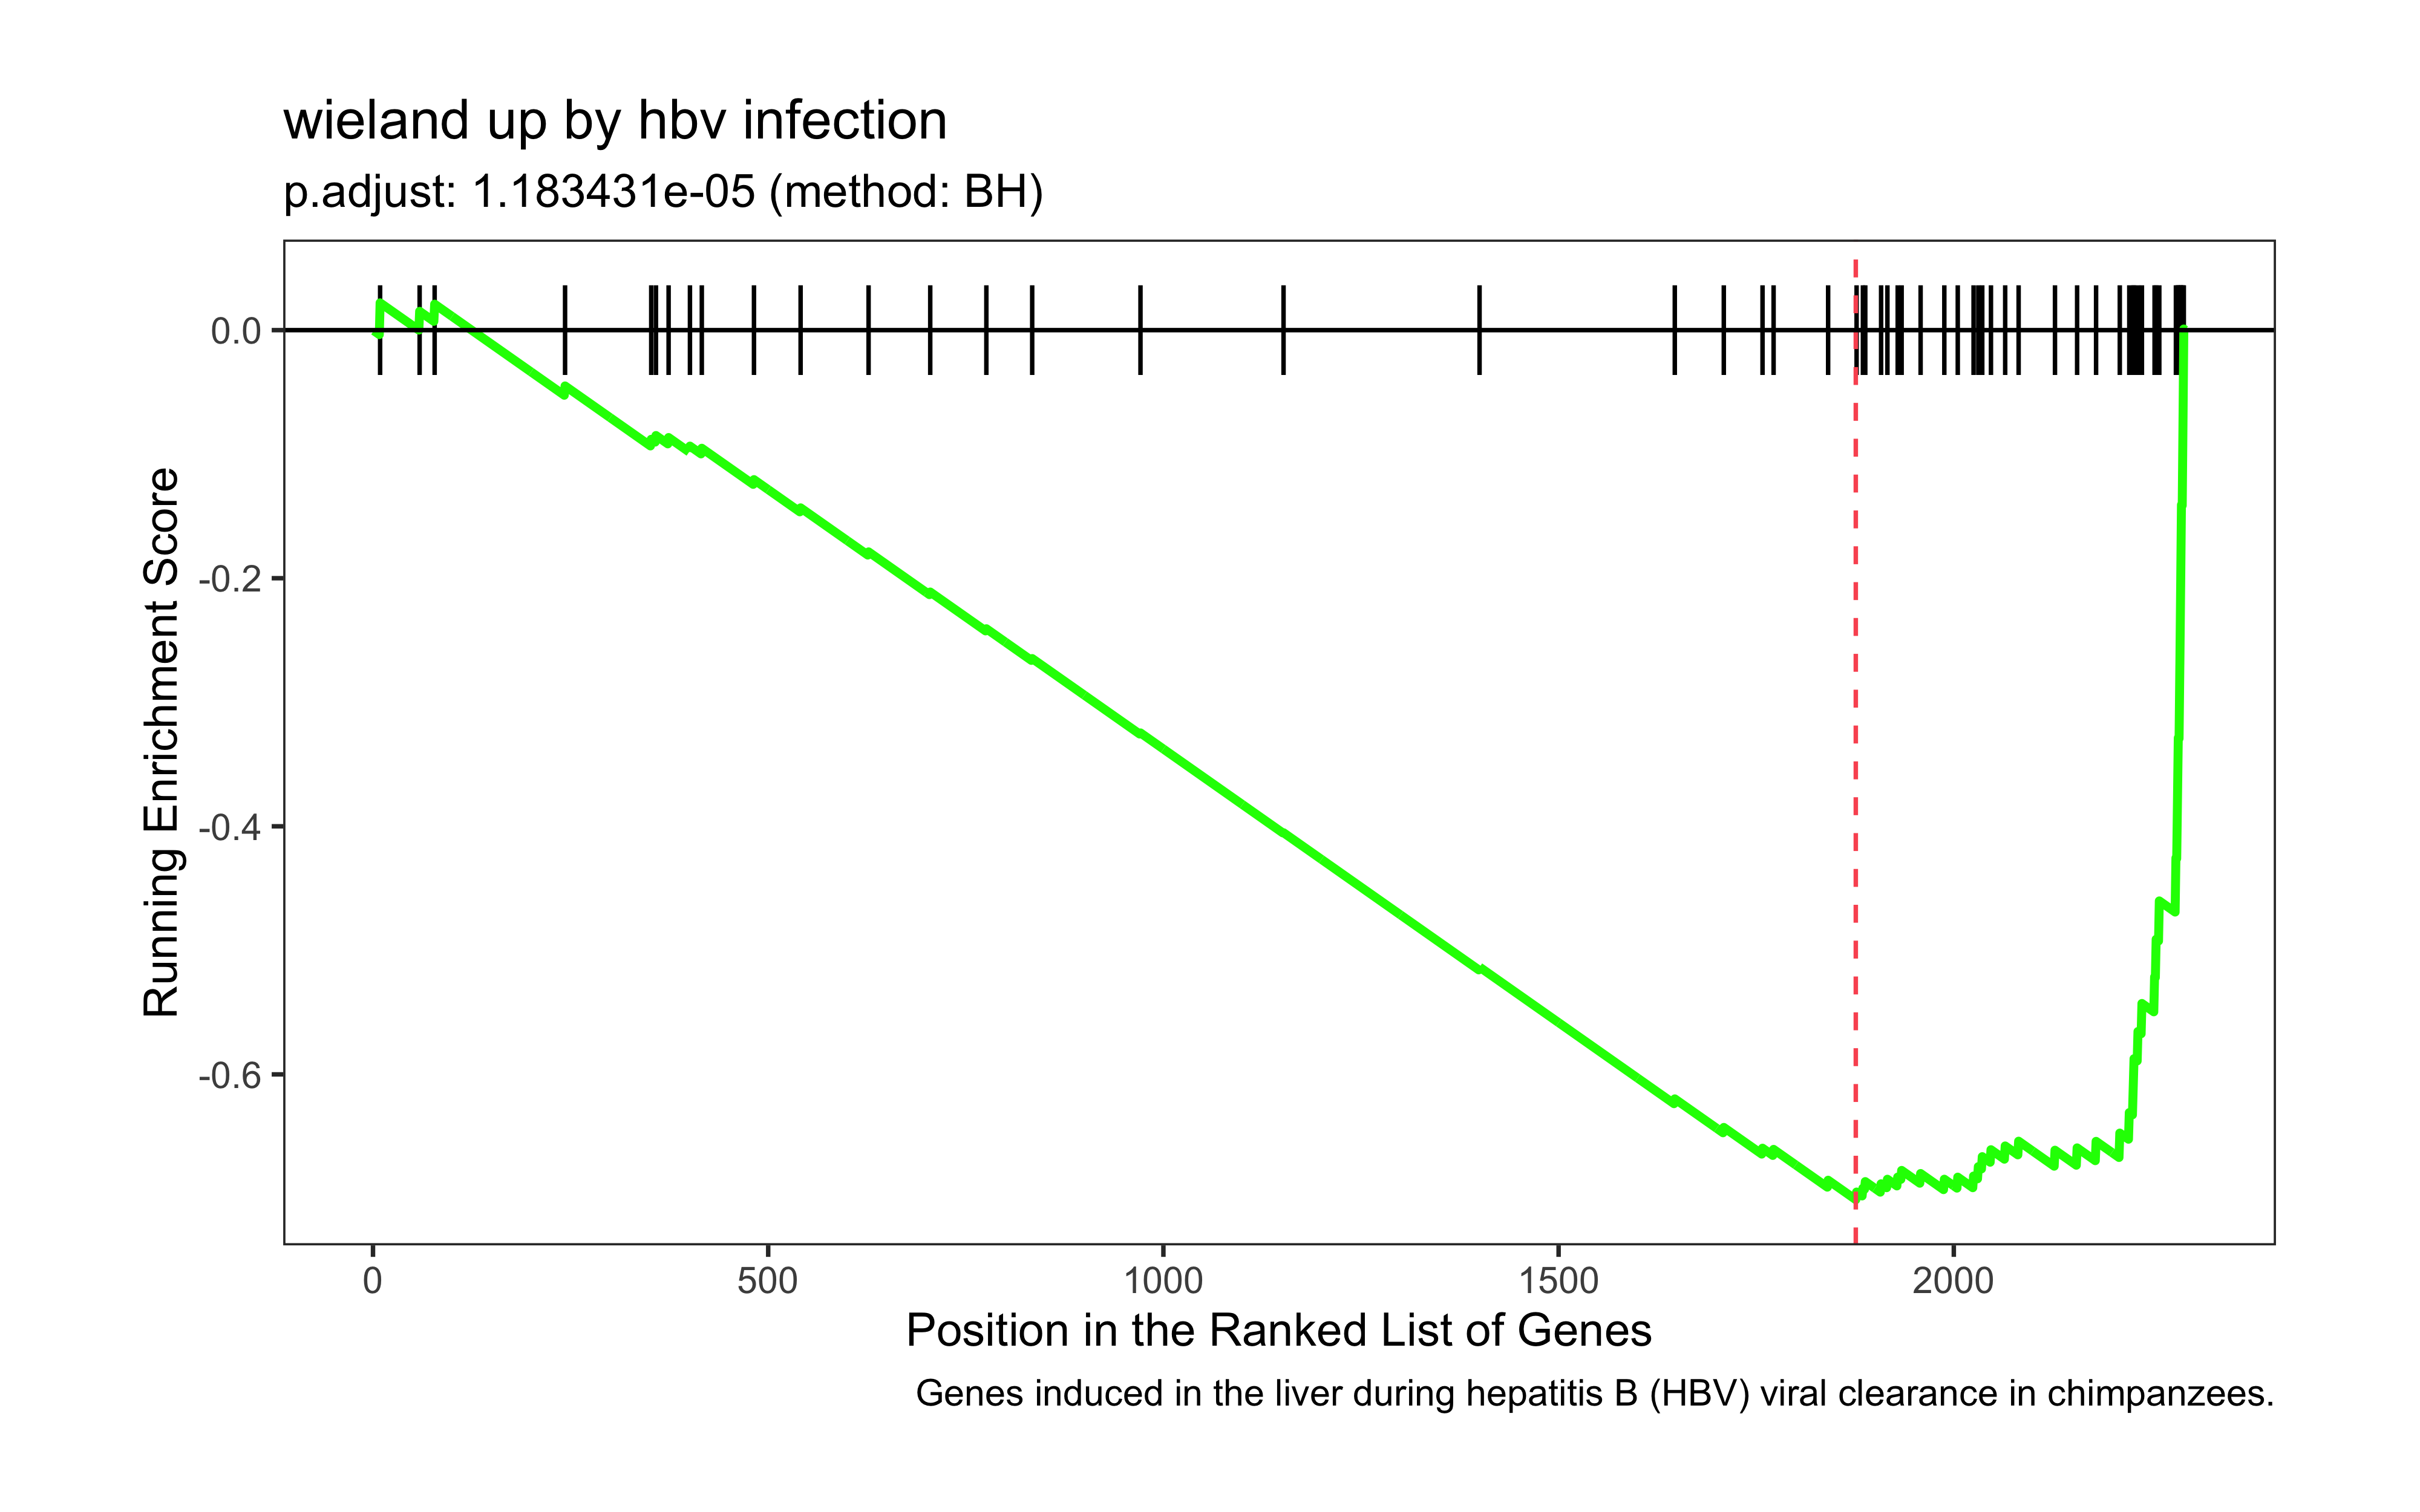 wieland up by hbv infection
p.adjust: 1.183431e-05 (method: BH)
Running Enrichment Score
0.0
-0.2
-0.4
-0.6
0 500 1000 1500 2000
Position in the Ranked List of Genes
Genes induced in the liver during hepatitis B (HBV) viral clearance in chimpanzees.